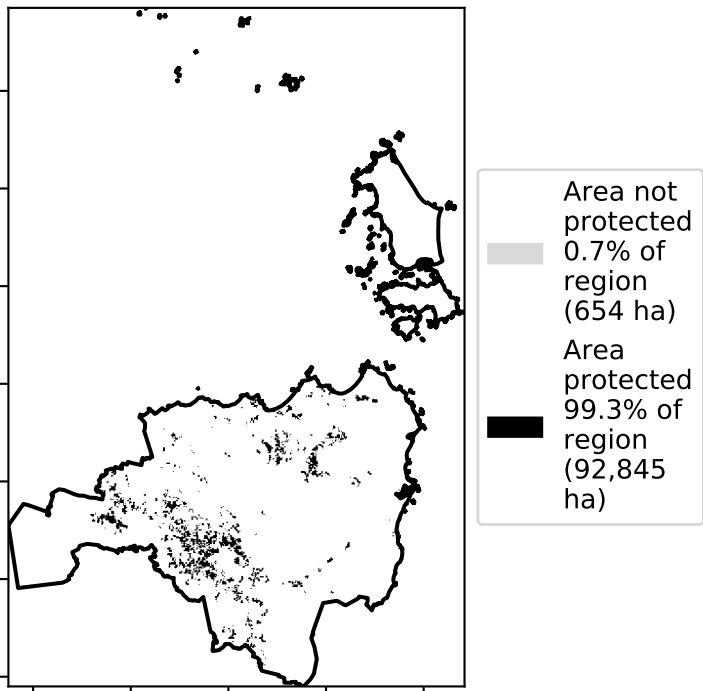 Area not
protected
0.7% of
region
(654 ha)
Area
protected
99.3% of
region
(92,845
ha)